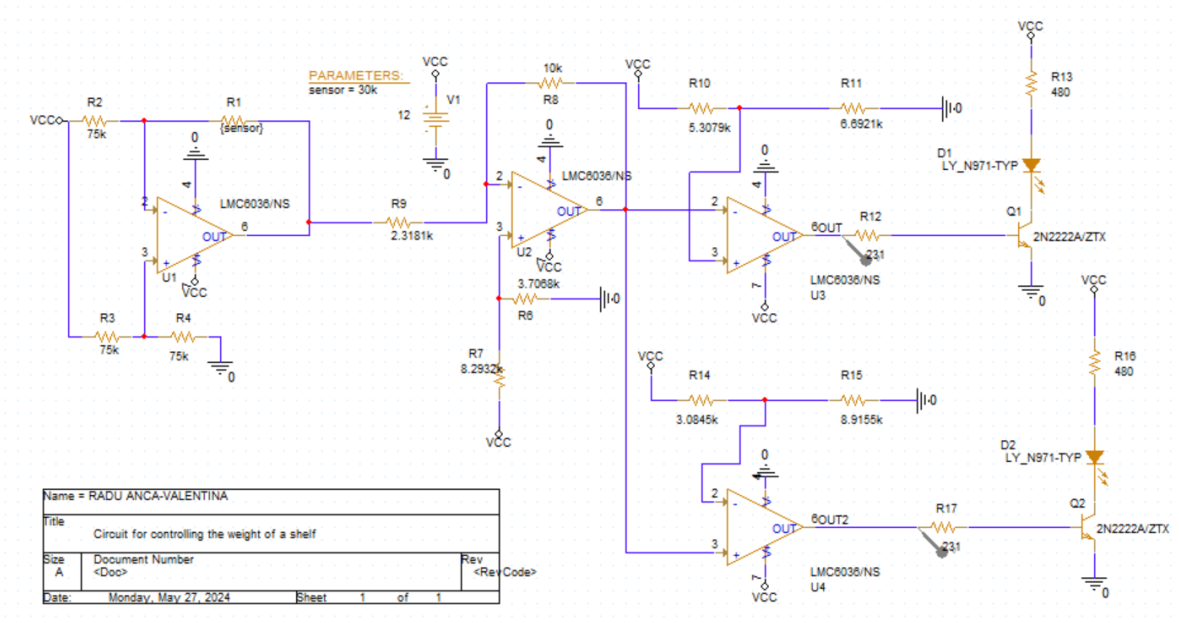 VCC
R2
75k
R1
{sensor}
PARAMETERS:
sensor = 30k
VCC
V1
12
0
0
4
2
LMC6036/NS
OUT
6
3
U1
VCC
R3
75k
R4
75k
0
R9
2.3181k
10k
R8
0
4
2
LMC6036/NS
OUT
6
3
U2
VCC
3.7068k
R6
0
R7
8.2932k
VCC
VCC
R10
5.3079k
R11
6.6921k
0
0
4
2
OUT
6OUT
3
R12
231
LMC6036/NS
U3
7
VCC
VCC
R13
480
D1
LY_N971-TYP
Q1
2N2222A/ZTX
0
VCC
R14
3.0845k
R15
8.9155k
0
0
4
2
OUT
6OUT2
3
R17
231
LMC6036/NS
U4
7
VCC
VCC
R16
480
D2
LY_N971-TYP
Q2
2N2222A/ZTX
0
Name = RADU ANCA-VALENTINA
Title
Circuit for controlling the weight of a shelf
Size
A
Document Number
<Doc>
Rev
<RevCode>
Date: Monday, May 27, 2024 Sheet 1 of 1